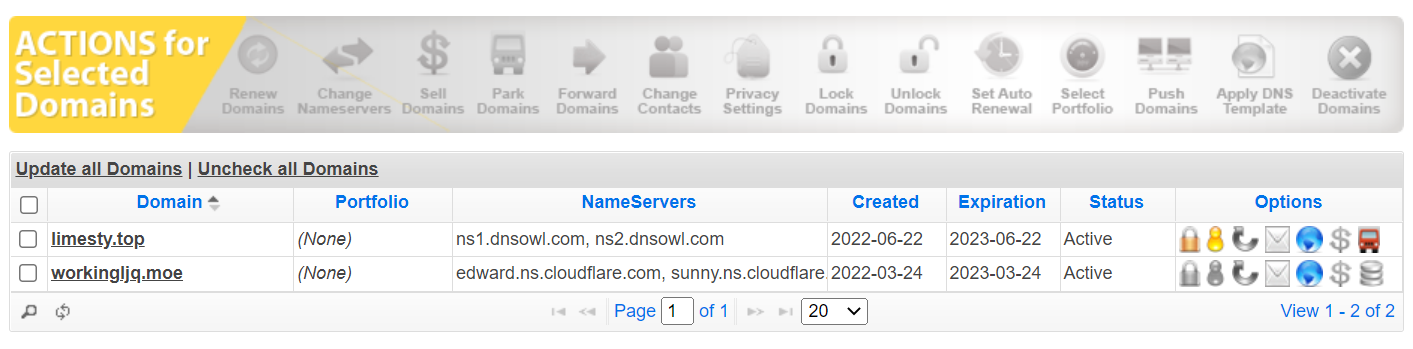 ACTIONS for
Selected
Domains
Renew
Domains
Change
Nameservers
Sell
Domains
Park
Domains
Forward
Domains
Change
Contacts
Privacy
Settings
Lock
Domains
Unlock
Domains
Set Auto
Renewal
Select
Portfolio
Push
Domains
Apply DNS
Template
Deactivate
Domains
Update all Domains | Uncheck all Domains
Domain Portfolio NameServers Created Expiration Status Options
limesty.top (None) ns1.dnsowl.com, ns2.dnsowl.com 2022-06-22 2023-06-22 Active $
workingljq.moe (None) edward.ns.cloudflare.com, sunny.ns.cloudflare. 2022-03-24 2023-03-24 Active $
Page 1 of 1 20 View 1 - 2 of 2